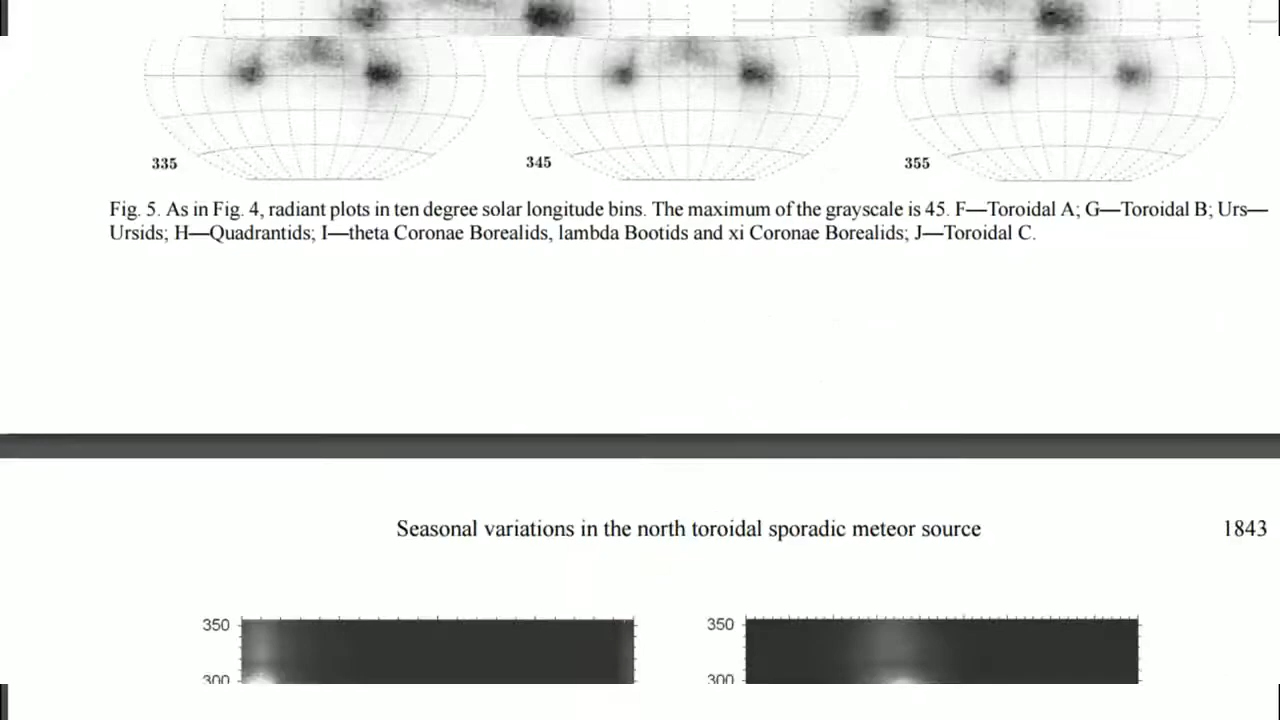 335
345
355
Fig. 5. As in Fig. 4, radiant plots in ten degree solar longitude bins. The maximum of the grayscale is 45. F—Toroidal A; G—Toroidal B; Urs—
Ursids; H—Quadrantids; I—theta Coronae Borealids, lambda Bootids and xi Coronae Borealids; J—Toroidal C.
Seasonal variations in the north toroidal sporadic meteor source 1843
350 350
300 300